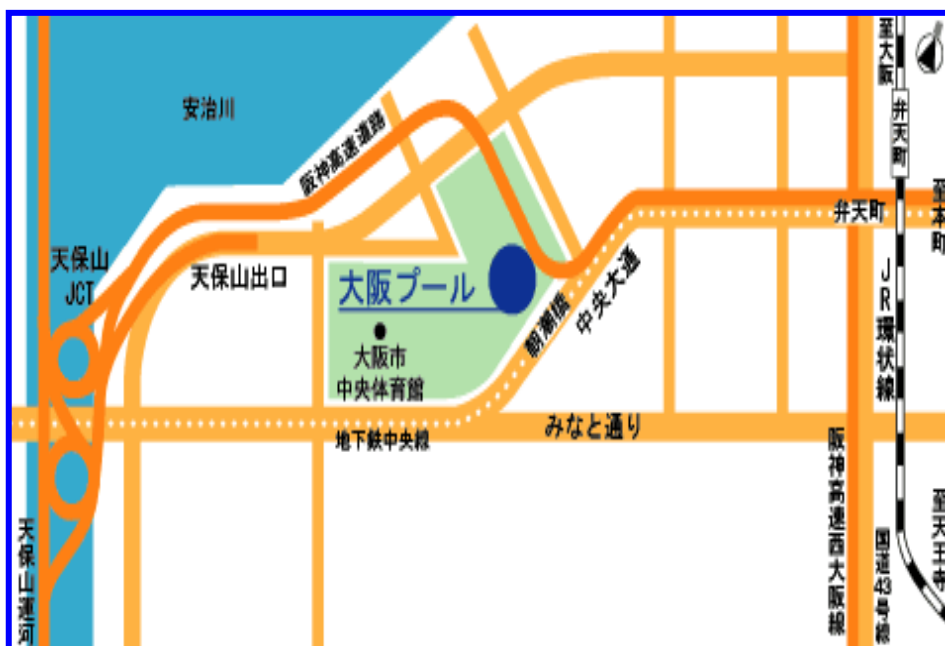 至大阪
安治川
弁天町
阪神高速道路
至本町
弁天町
天保山
JCT
天保山出口
大阪プール
中央大通
朝潮橋
JR環状線
大阪市
中央体育館
みなと通り
地下鉄中央線
阪神高速西大阪線
至天王寺
天保山運河
国道43号線